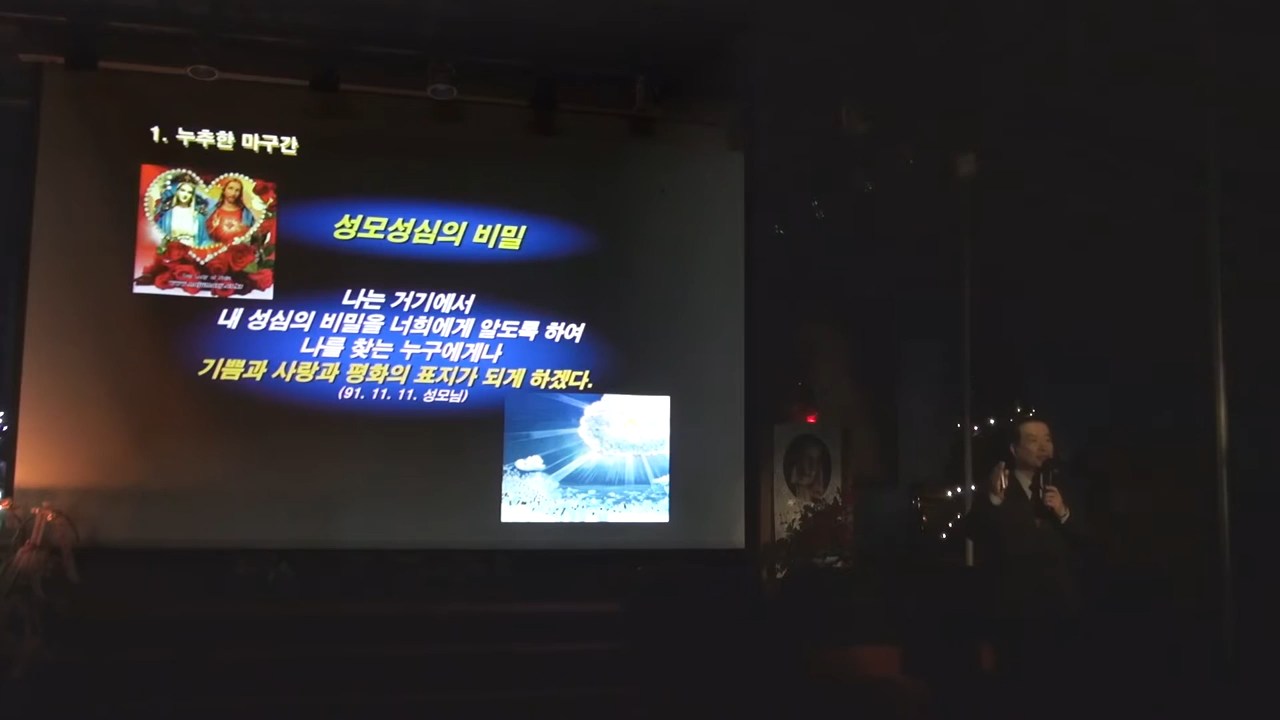 1. 누추한 마구간
성모성심의 비밀
나는 거기에서
내 성심의 비밀을 너희에게 알도록 하여
나를 찾는 누구에게나
기쁨과 사랑과 평화의 표지가 되게 하겠다.
(91. 11. 11. 성모님)